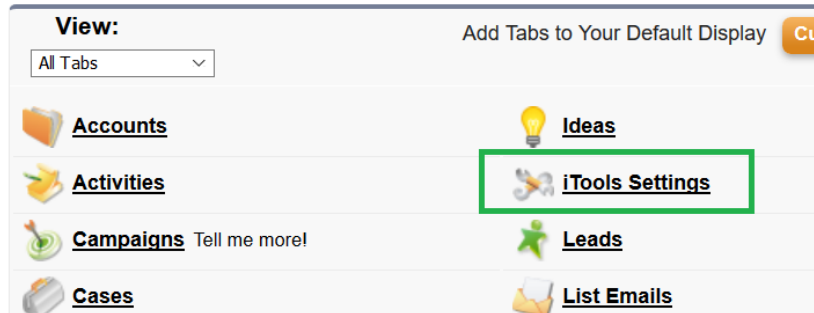 View:
Add Tabs to Your Default Display
All Tabs
Accounts
Ideas
Activities
iTools Settings
Campaigns Tell me more!
Leads
Cases
List Emails